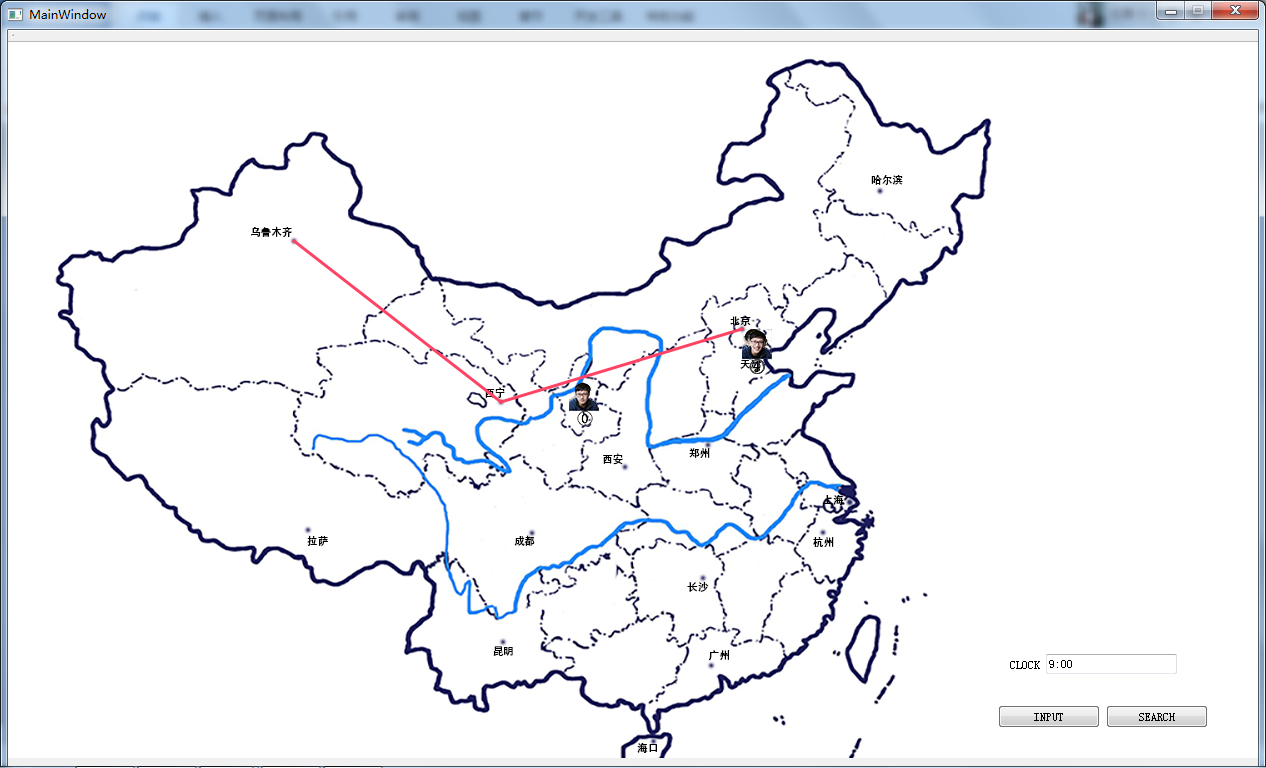 MainWindow
哈尔滨
乌鲁木齐
北京
天
西宁
0
西安
郑州
上海
拉萨
成都
杭州
长沙
昆明
广州
CLOCK 9:00
INPUT SEARCH
海口